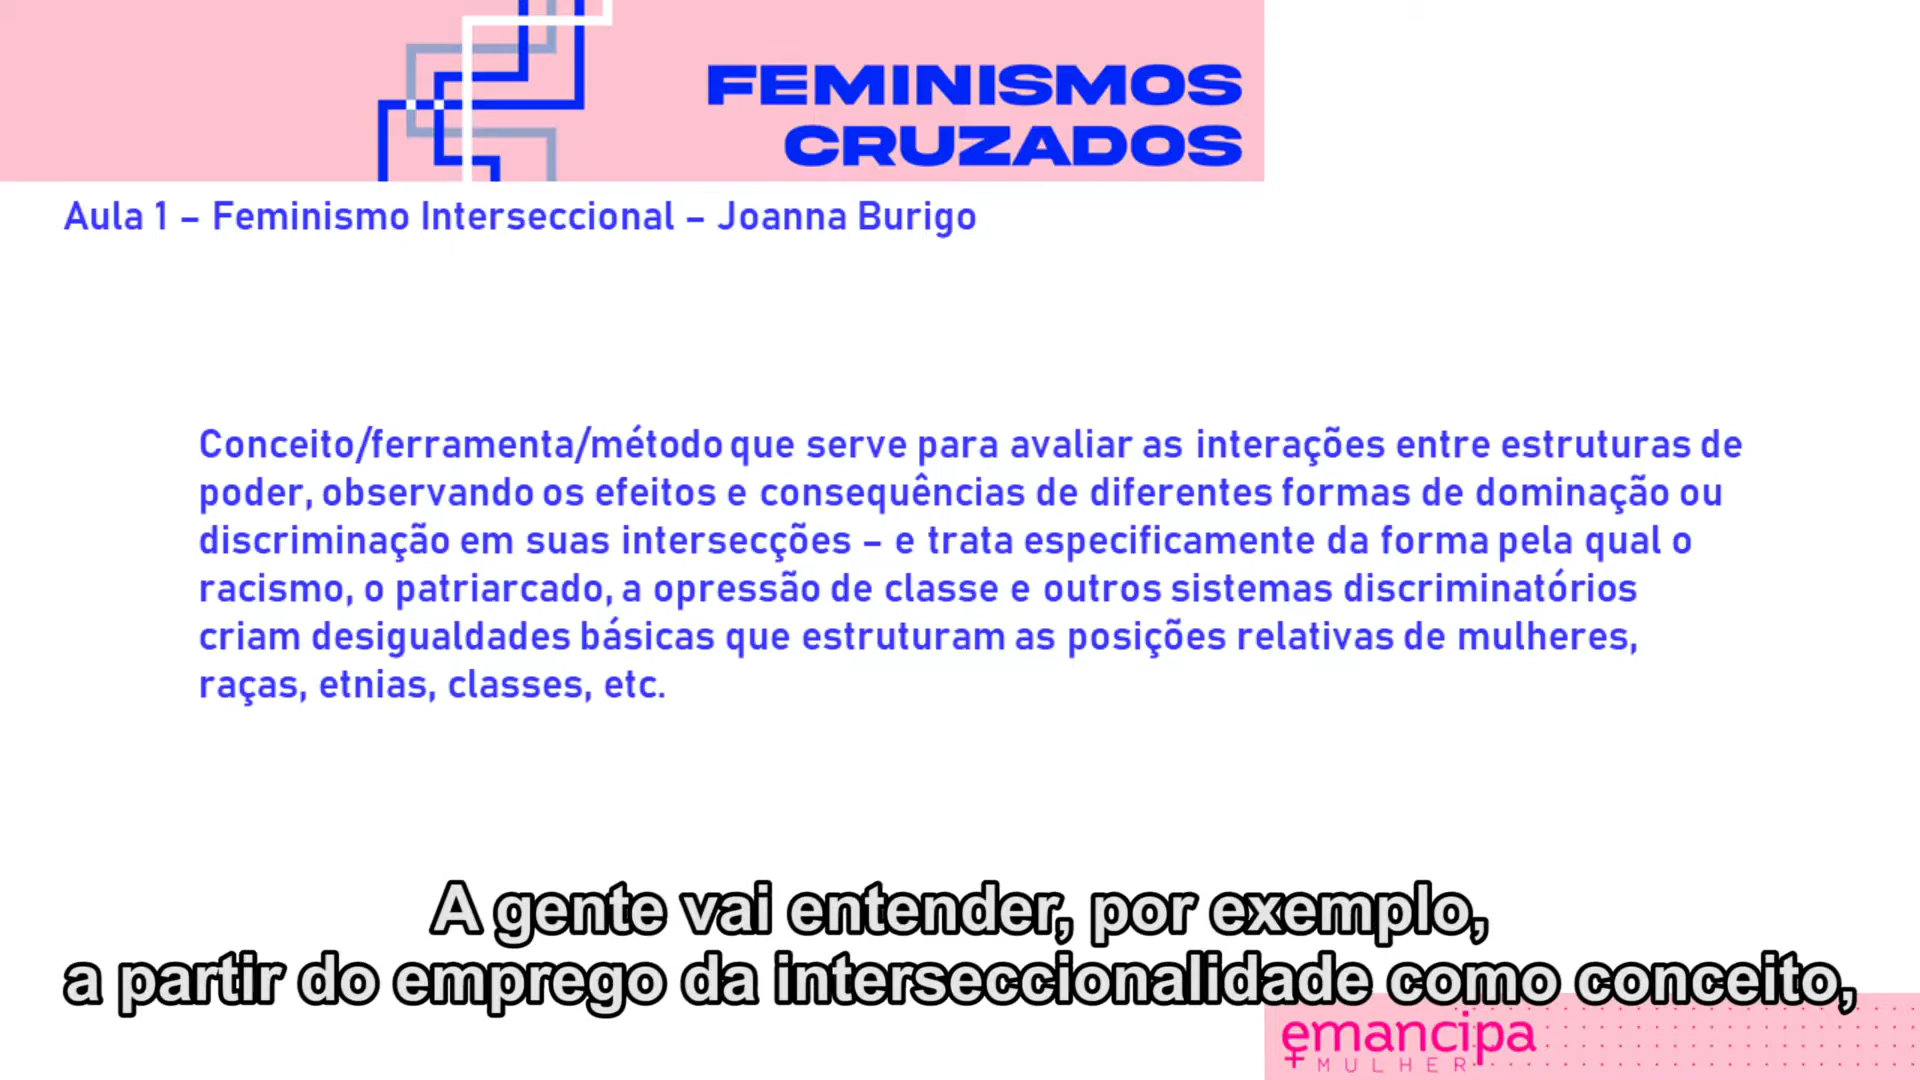 FEMINISMOS
CRUZADOS
Aula 1 – Feminismo Interseccional – Joanna Burigo
Conceito/ferramenta/método que serve para avaliar as interações entre estruturas de
poder, observando os efeitos e consequências de diferentes formas de dominação ou
discriminação em suas intersecções – e trata especificamente da forma pela qual o
racismo, o patriarcado, a opressão de classe e outros sistemas discriminatórios
criam desigualdades básicas que estruturam as posições relativas de mulheres,
raças, etnias, classes, etc.
A gente vai entender, por exemplo,
a partir do emprego da interseccionalidade como conceito,
emancipa
MULHER